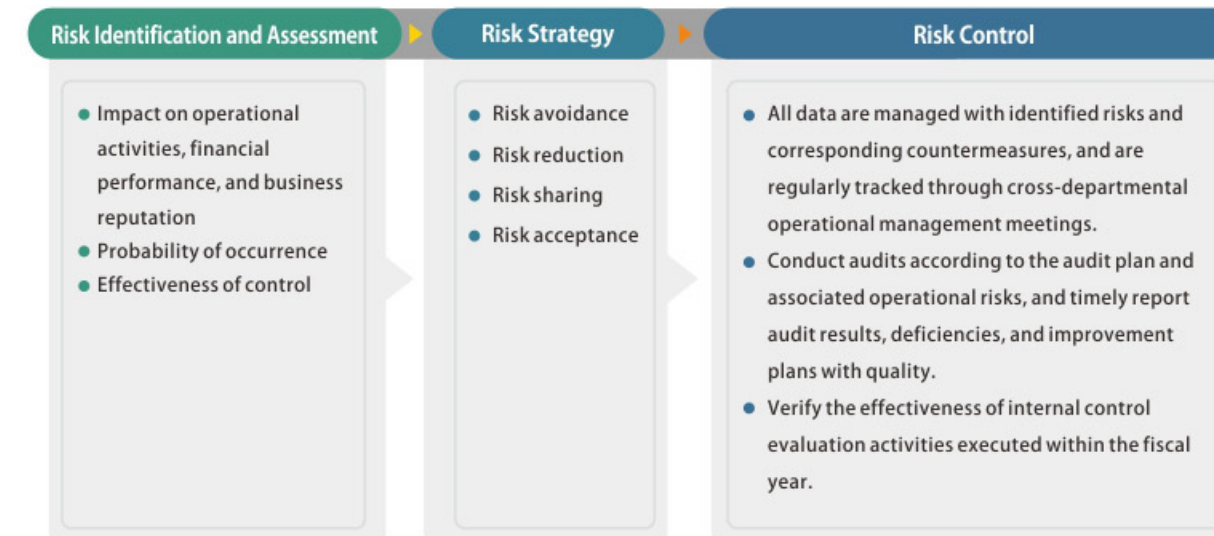 Risk Identification and Assessment
Impact on operational
activities, financial
performance, and business
reputation
Probability of occurrence
Effectiveness of control
Risk Strategy
Risk avoidance
Risk reduction
Risk sharing
Risk acceptance
Risk Control
All data are managed with identified risks and
corresponding countermeasures, and are
regularly tracked through cross-departmental
operational management meetings.
Conduct audits according to the audit plan and
associated operational risks, and timely report
audit results, deficiencies, and improvement
plans with quality.
Verify the effectiveness of internal control
evaluation activities executed within the fiscal
year.